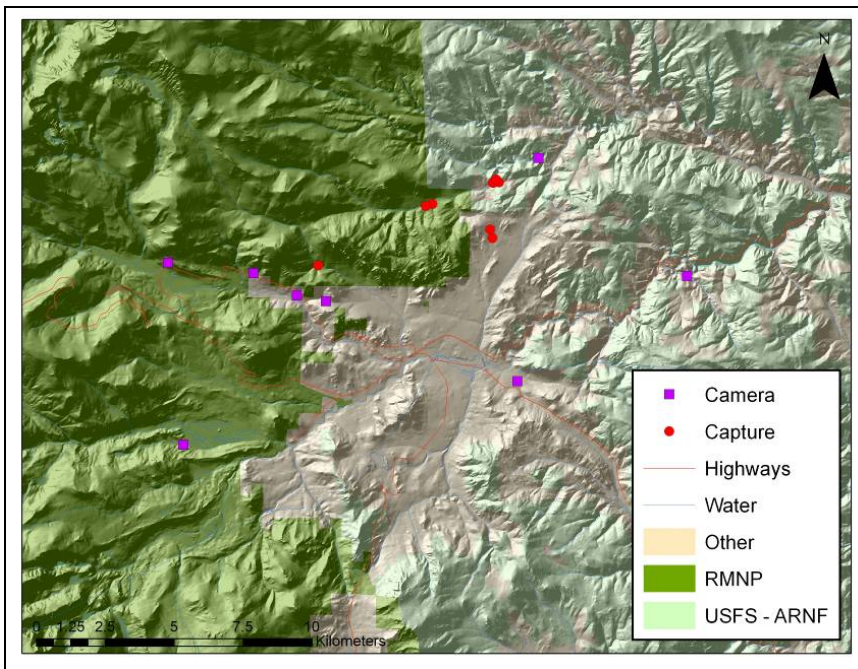 N
Camera
Capture
Highways
Water
Other
RMNP
USFS - ARNF
0 1.25 2.5 5 7.5 10
Kilometers